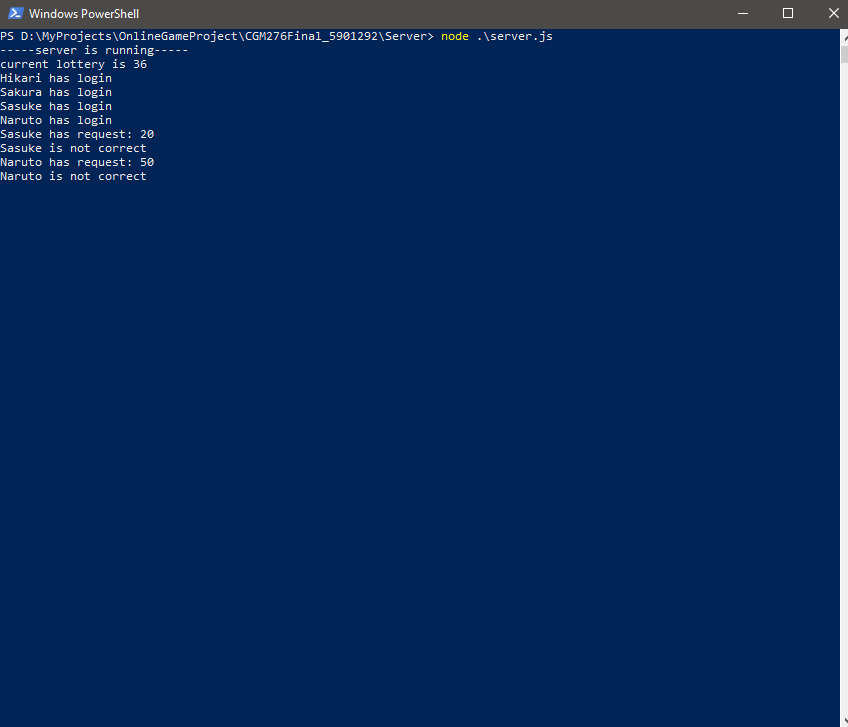 Windows PowerShell
PS D:\MyProjects\OnlineGameProject\CGM276Final_5901292\Server> node .\server.js
-----server is running-----
current lottery is 36
Hikari has login
Sakura has login
Sasuke has login
Naruto has login
Sasuke has request: 20
Sasuke is not correct
Naruto has request: 50
Naruto is not correct